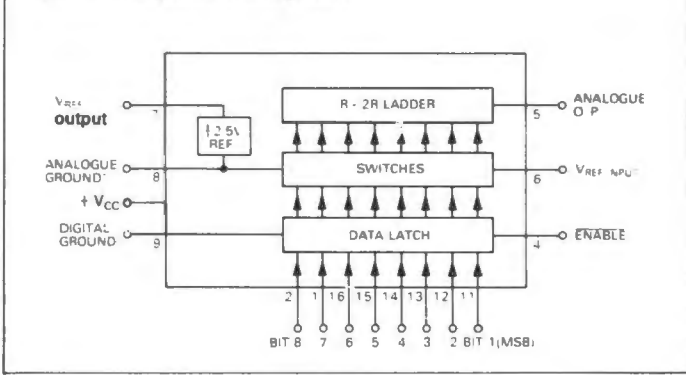 VREF
output
7
+2.5V
REF
R - 2R LADDER
5
ANALOGUE
O P
ANALOGUE
GROUND
8
SWITCHES
6
VREF INPUT
+ VCC
DIGITAL
GROUND
9
DATA LATCH
4
ENABLE
2 1 16 15 14 13 12 11
BIT 8 7 6 5 4 3 2 BIT 1(MSB)